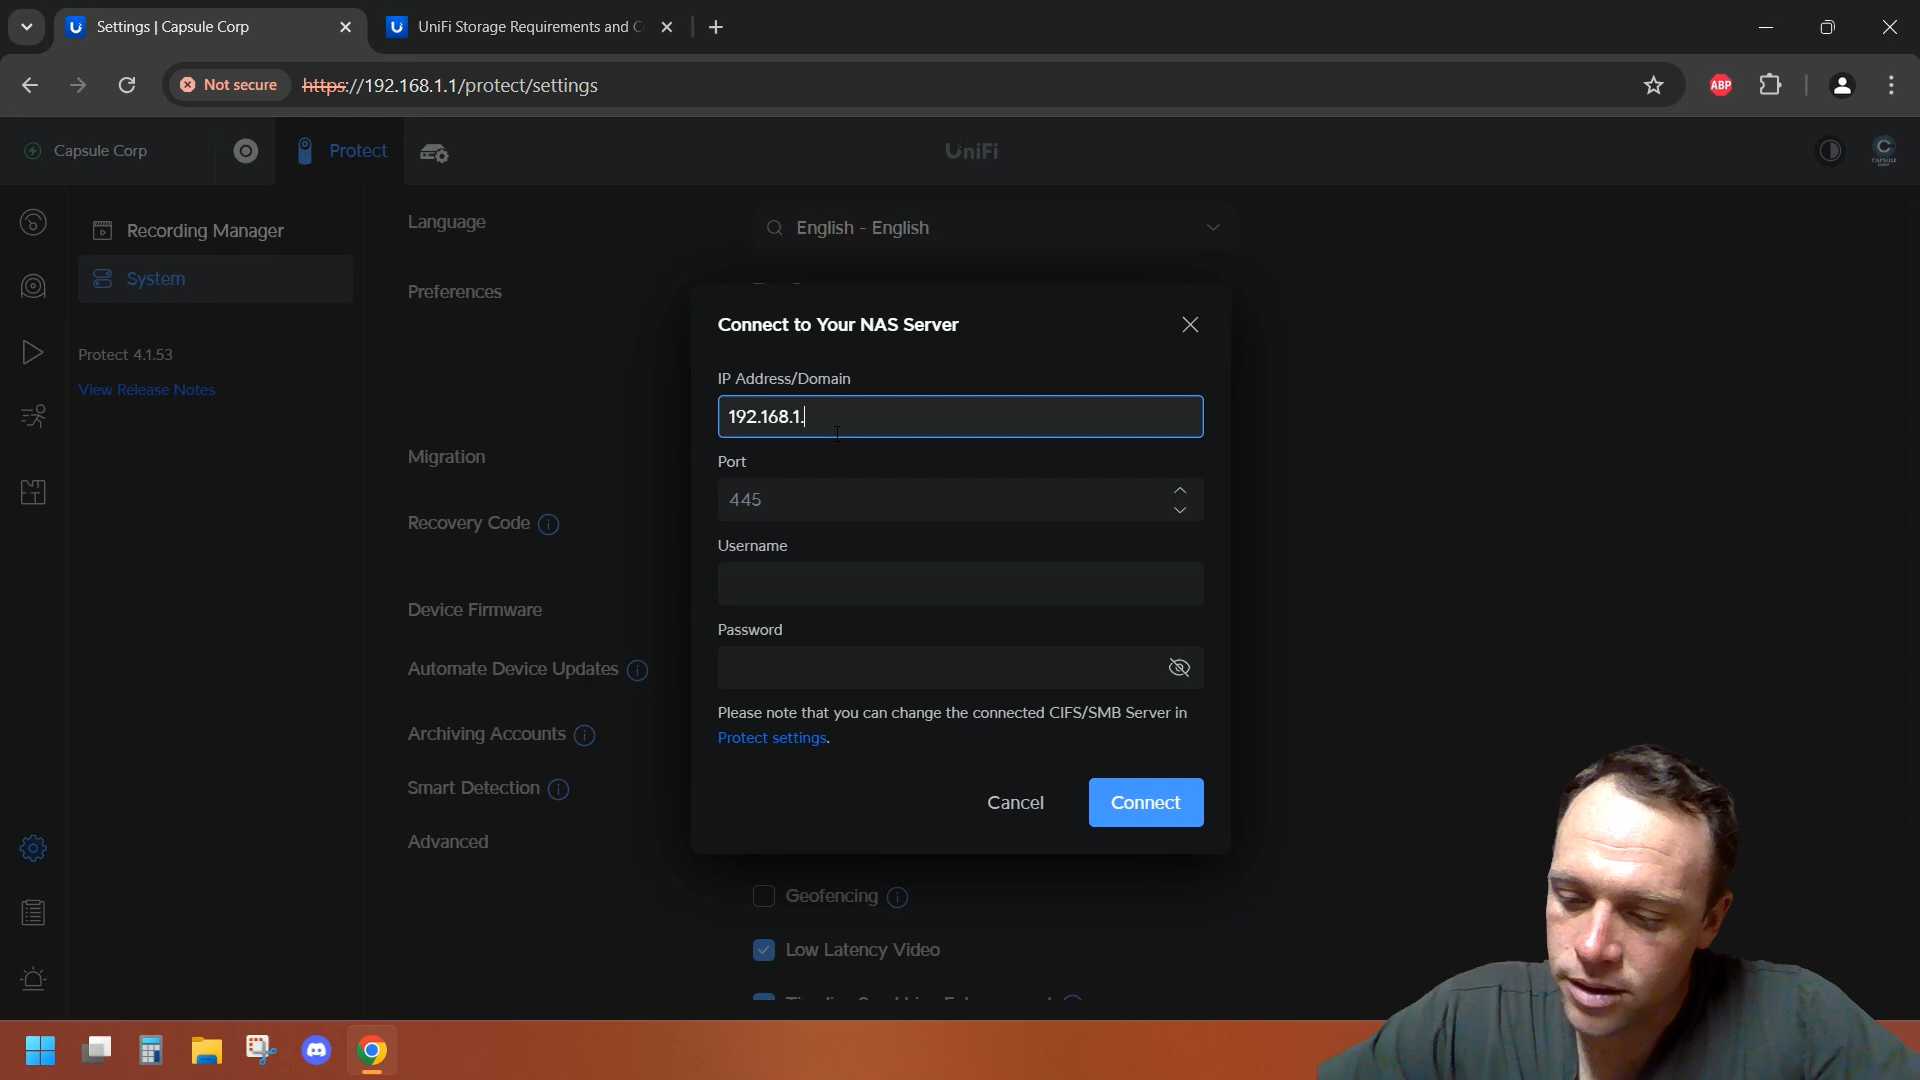 Settings | Capsule Corp
UniFi Storage Requirements and C
Not secure
https://192.168.1.1/protect/settings
ABP
Capsule Corp
Protect
UniFi
CAPSULE
CORP
Recording Manager
System
Protect 4.1.53
View Release Notes
Language
English - English
Preferences
Migration
Recovery Code
Device Firmware
Automate Device Updates
Archiving Accounts
Smart Detection
Advanced
Connect to Your NAS Server
IP Address/Domain
192.168.1.
Port
445
Username
Password
Please note that you can change the connected CIFS/SMB Server in
Protect settings.
Cancel
Connect
Geofencing
Low Latency Video